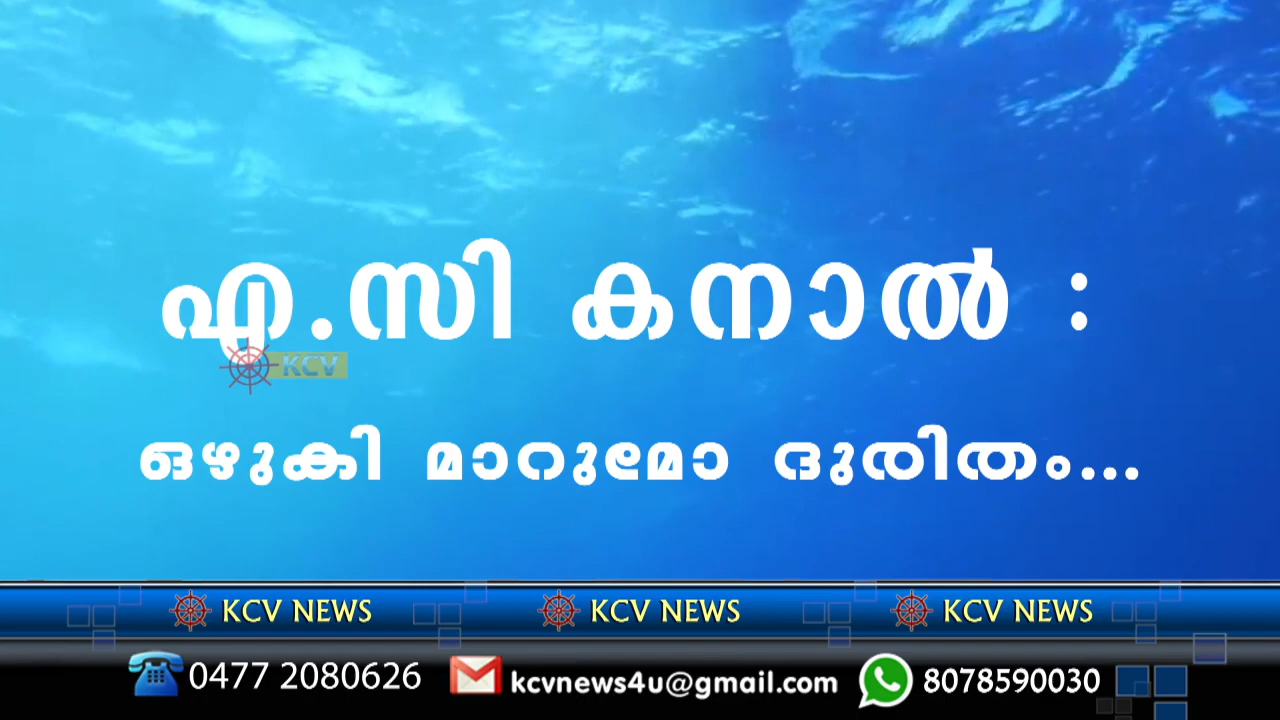 എ.സി കനാൽ :
KCV
ഒഴുകി മാറുമോ ദുരിതം...
KCV NEWS KCV NEWS KCV NEWS
0477 2080626 kcvnews4u@gmail.com 8078590030